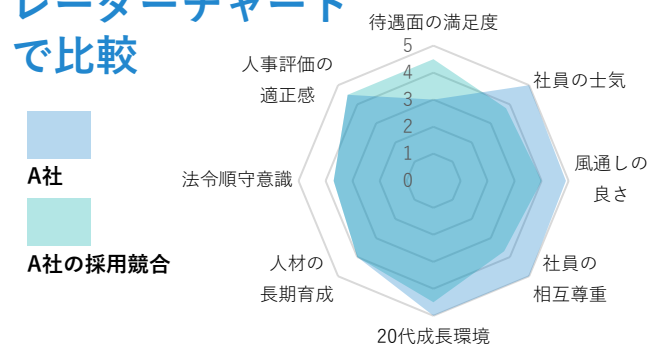 レーダーチャート
で比較
A社
A社の採用競合
待遇面の満足度
社員の士気
風通しの
良さ
社員の
相互尊重
20代成長環境
人材の
長期育成
法令順守意識
人事評価の
適正感
5
4
3
2
1
0